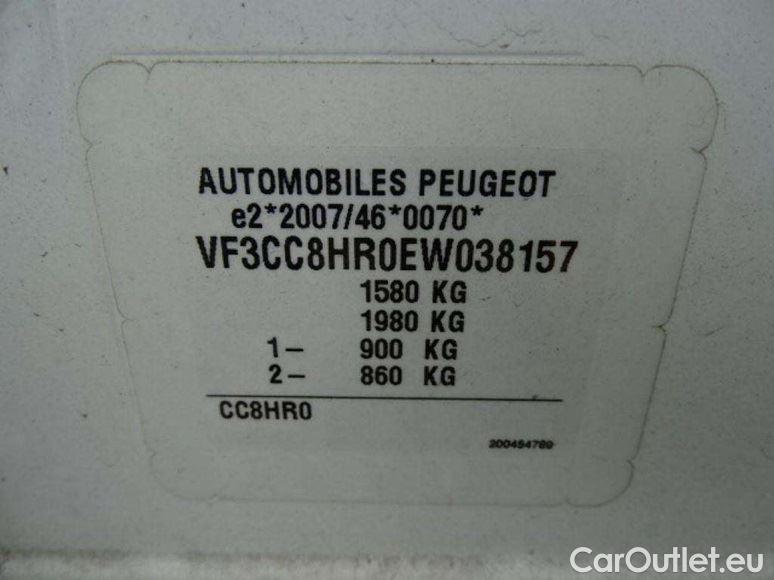 AUTOMOBILES PEUGEOT
e2*2007/46*0070*
VF3CC8HR0EW038157
1580 KG
1980 KG
1- 900 KG
2- 860 KG
CC8HR0
200454789
CarOutlet.eu